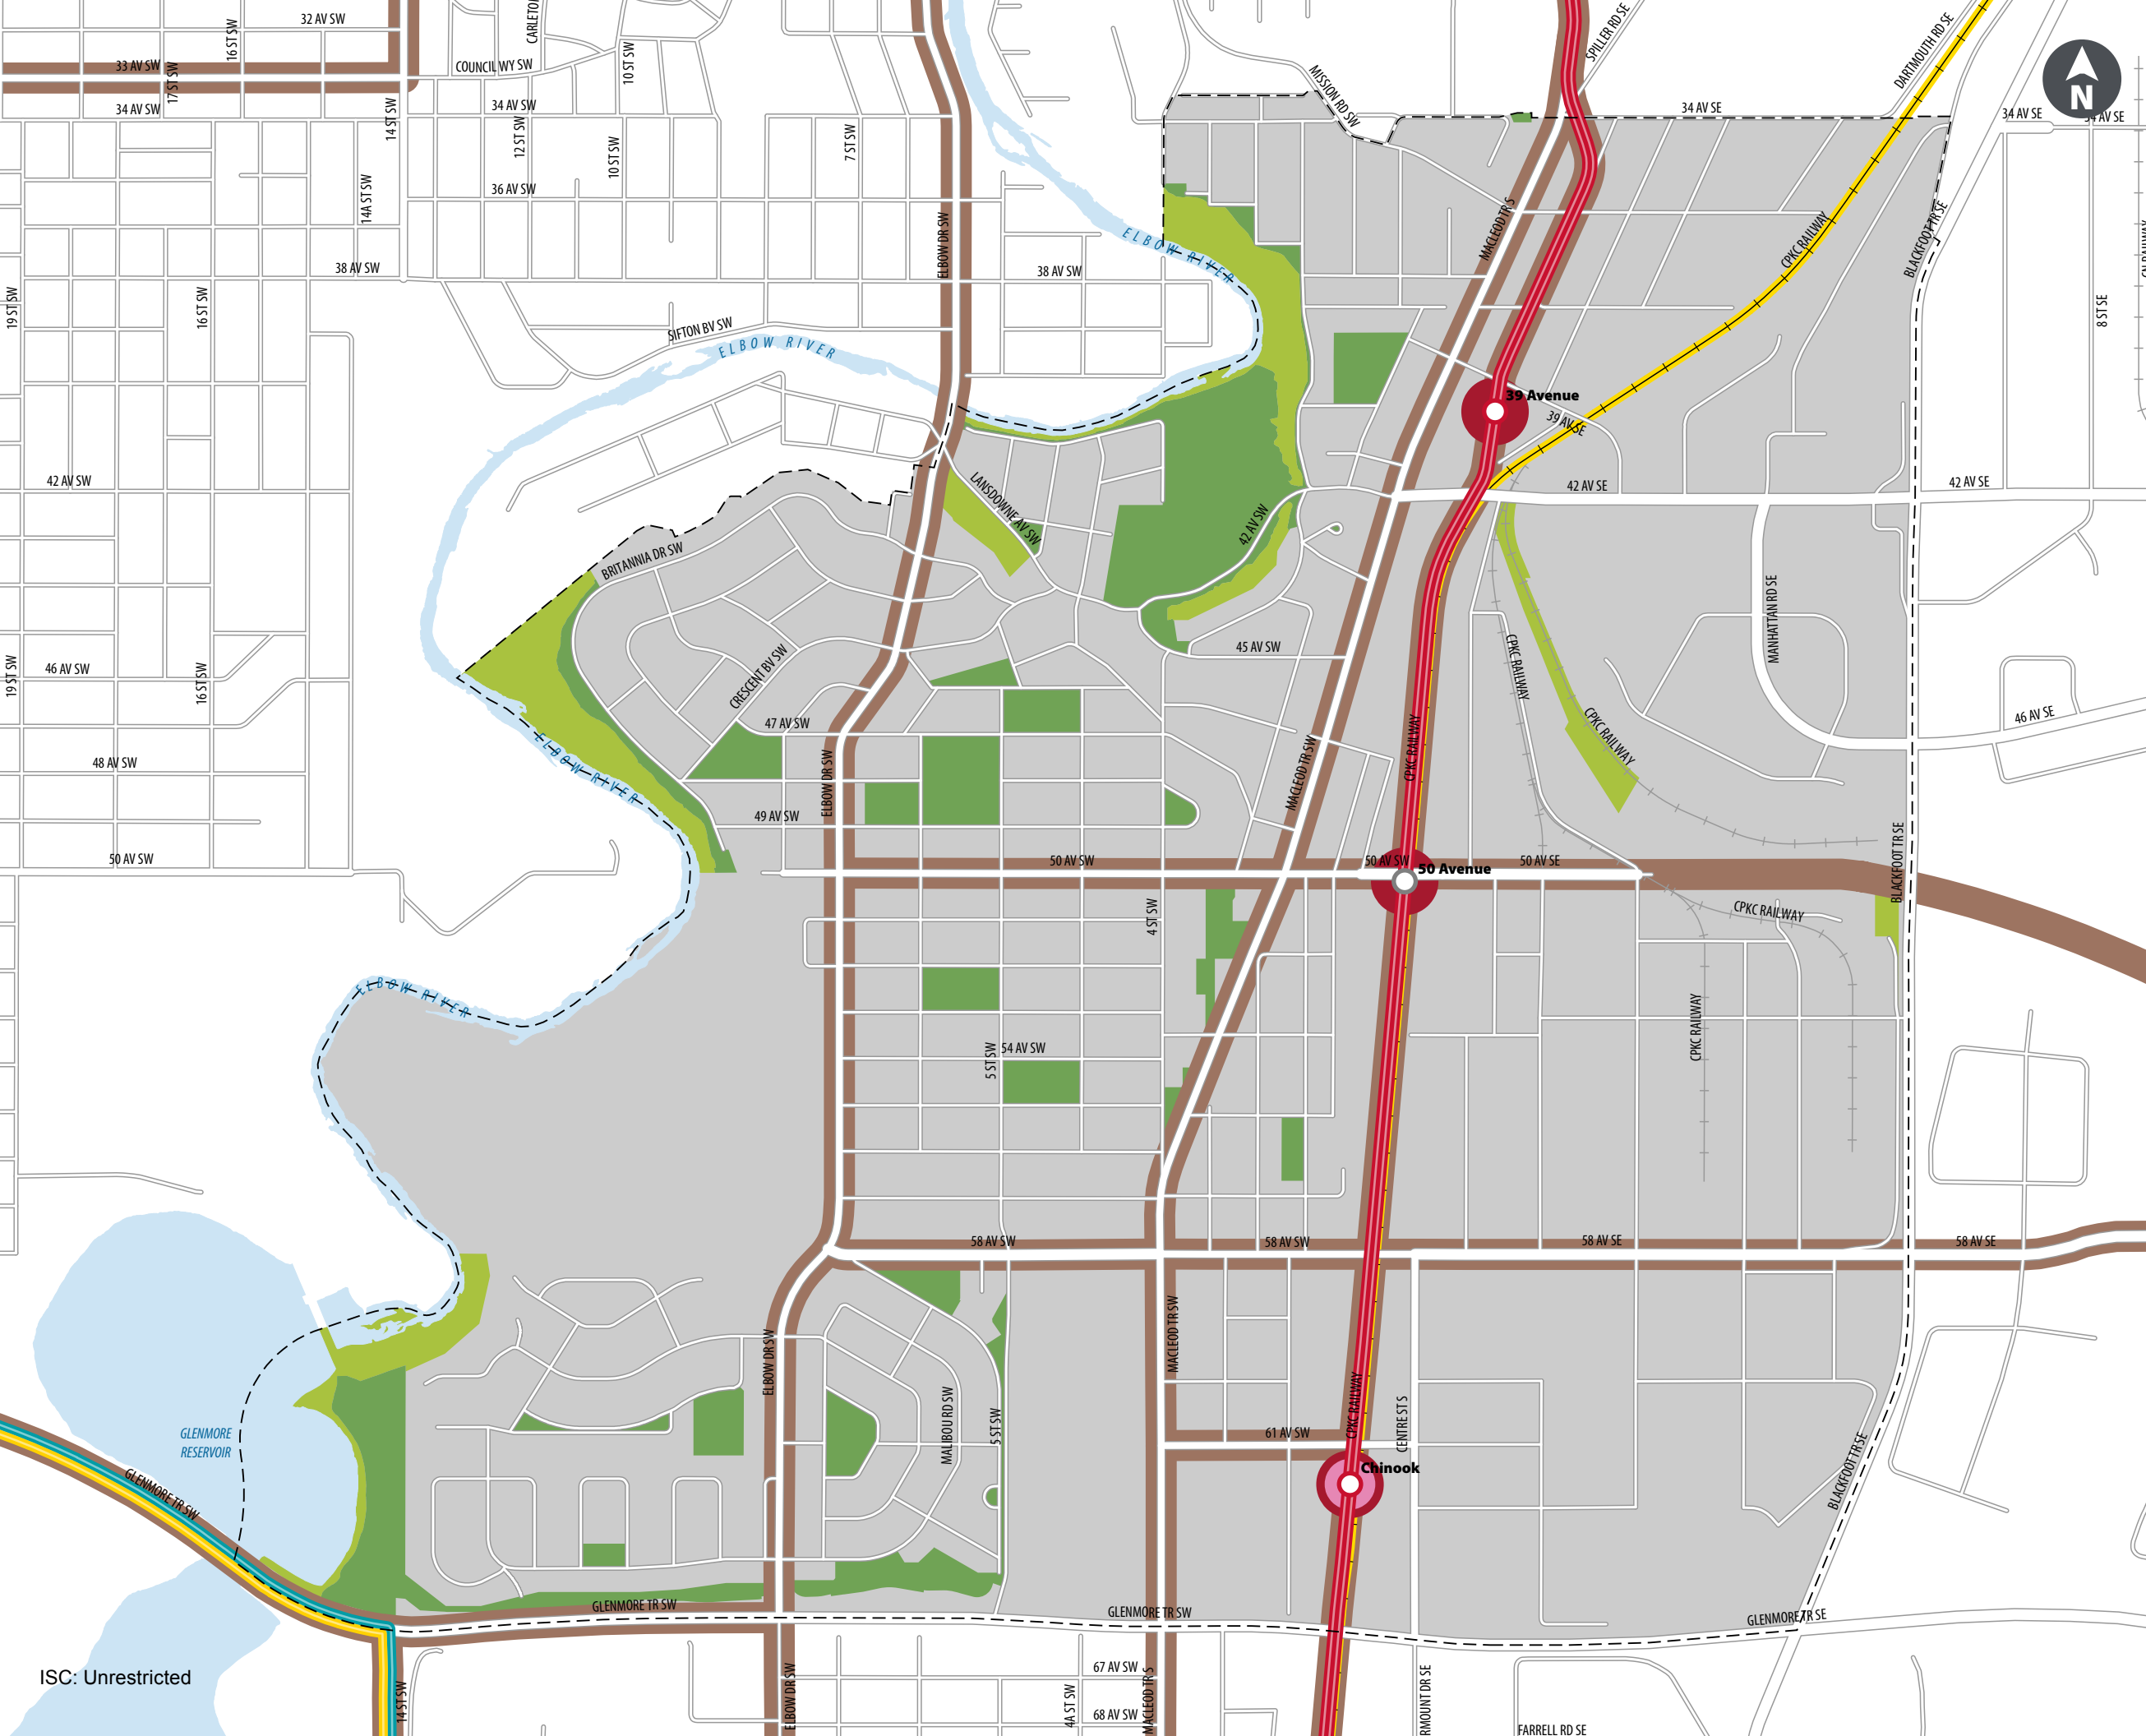 32 AV SW
16 ST SW
33 AV SW
17 ST SW
34 AV SW
14 ST SW
COUNCIL WY SW
10 ST SW
34 AV SW
12 ST SW
10 ST SW
7 ST SW
36 AV SW
14A ST SW
38 AV SW
ELBOW DR SW
38 AV SW
ELBOW RIVER
MISSION RD SW
SPILLER RD SE
34 AV SE
DARTMOUTH RD SE
N
34 AV SE
34 AV SE
MACLEOD TR S
CPKC RAILWAY
BLACKFOOT TR SE
8 ST SE
19 ST SW
16 ST SW
SIFTON BV SW
ELBOW RIVER
39 Avenue
39 AV SE
42 AV SW
LANSDOWNE AV SW
42 AV SW
42 AV SE
42 AV SE
BRITANNIA DR SW
MANHATTAN RD SE
45 AV SW
CPKC RAILWAY
19 ST SW
46 AV SW
16 ST SW
CRESCENT BV SW
47 AV SW
CPKC RAILWAY
CPKC RAILWAY
46 AV SE
48 AV SW
ELBOW RIVER
ELBOW DR SW
MACLEOD TR SW
49 AV SW
50 AV SW
50 AV SW
50 AV SW
50 Avenue
50 AV SE
BLACKFOOT TR SE
4 ST SW
CPKC RAILWAY
ELBOW RIVER
5 ST SW
54 AV SW
CPKC RAILWAY
58 AV SW
58 AV SW
58 AV SE
58 AV SE
ELBOW DR SW
MACLEOD TR SW
MALIBOU RD SW
5 ST SW
CPKC RAILWAY
CENTRE ST S
61 AV SW
GLENMORE
RESERVOIR
GLENMORE TR SW
Chinook
BLACKFOOT TR SE
GLENMORE TR SW
GLENMORE TR SW
GLENMORE TR SE
ISC: Unrestricted
14 ST SW
ELBOW DR SW
67 AV SW
4A ST SW
MACLEOD TR S
68 AV SW
FARRELL RD SE